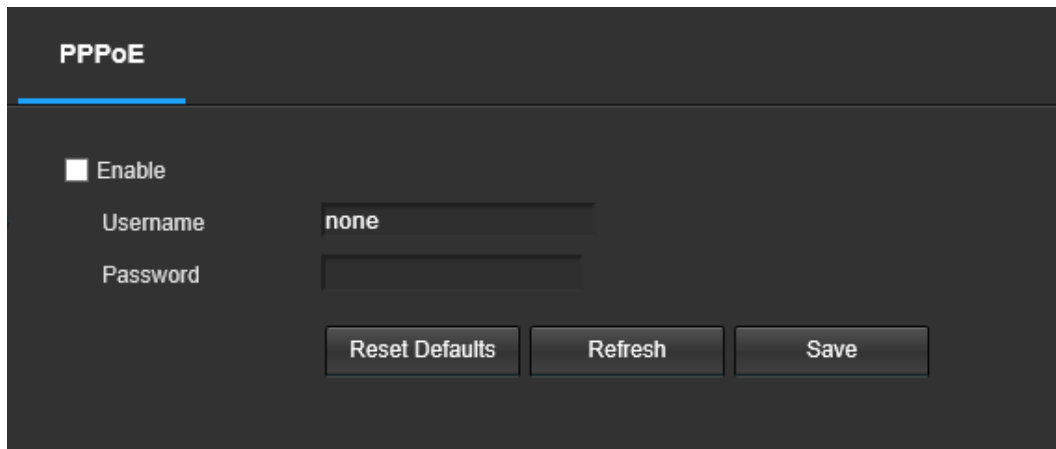 PPPoE
Enable
Username none
Password
Reset Defaults Refresh Save